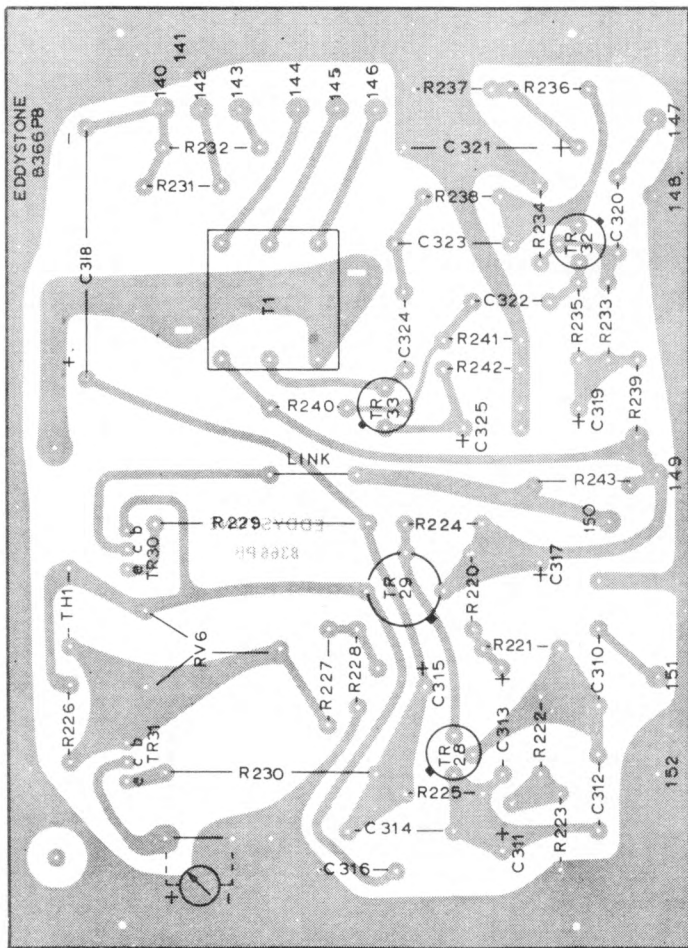 EDDYSTONE
8366PB
140
141
142
143
144
145
146
R237
R236
147
-
R232
C321
+
R231
C320
148.
R238
R234
TR
32
C318
C323
T1
C322
R235
R233
+
C324
R241
R242
R240
TR
33
+
C325
+
C319
R239
LINK
R243
149
R229
EDDYSTONE
8366PB
R224
150
b
c
e
TR30
TR
29
R220
+
C317
TH1
RV6
R227
R228
R221
C310
+
C315
+
C313
151
R226
R222
b
c
e
TR31
TR
28
R230
R225
C312
152
R223
C314
+
C311
C316
+
-